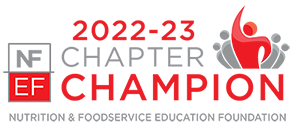 2022-23
NF
EF
CHAPTER
CHAMPION
NUTRITION & FOODSERVICE EDUCATION FOUNDATION